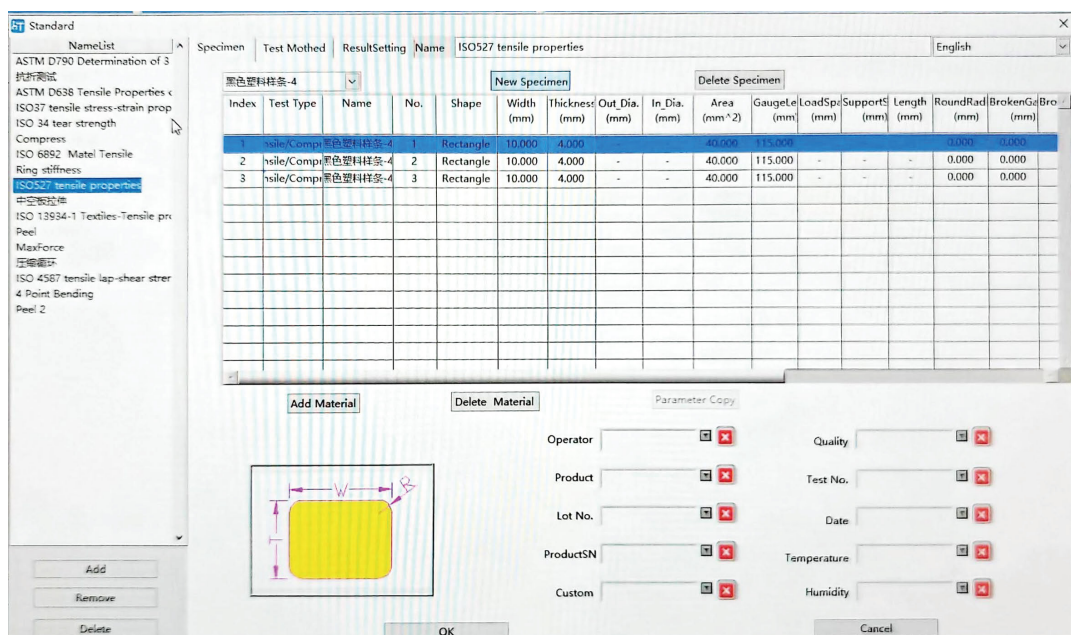 hT Standard
NameList
ASTM D790 Determination of 3
抗折测试
ASTM D638 Tensile Properties
ISO37 tensile stress-strain prop
ISO 34 tear strength
Compress
ISO 6892 Matel Tensile
Ring stiffness
ISO527 tensile properties
中空板拉伸
ISO 13934-1 Textiles-Tensile pr
Peel
MaxForce
压缩循环
ISO 4587 tensile lap-shear strer
4 Point Bending
Peel 2
Add
Remove
Delete
Specimen Test Mothed ResultSetting Name ISO527 tensile properties English
黑色塑料样条-4 New Specimen Delete Specimen
Index Test Type Name No. Shape Width Thickness Out_Dia. In_Dia. Area GaugeLe LoadSpa SupportS Length RoundRad BrokenGa Bro
(mm) (mm) (mm) (mm) (mm^2) (mm) (mm) (mm) (mm) (mm)
1 nsile/Compr 黑色塑料样条-4 1 Rectangle 10.000 4.000 - 40.000 115.000 0.000 0.000
2 nsile/Compr 黑色塑料样条-4 2 Rectangle 10.000 4.000 - - 40.000 115.000 - - - 0.000 0.000
3 nsile/Compr 黑色塑料样条-4 3 Rectangle 10.000 4.000 - - 40.000 115.000 - - - 0.000 0.000
Add Material Delete Material Parameter Copy
W
R
T
Operator
Product
Lot No.
ProductSN
Custom
Quality
Test No.
Date
Temperature
Humidity
OK
Cancel